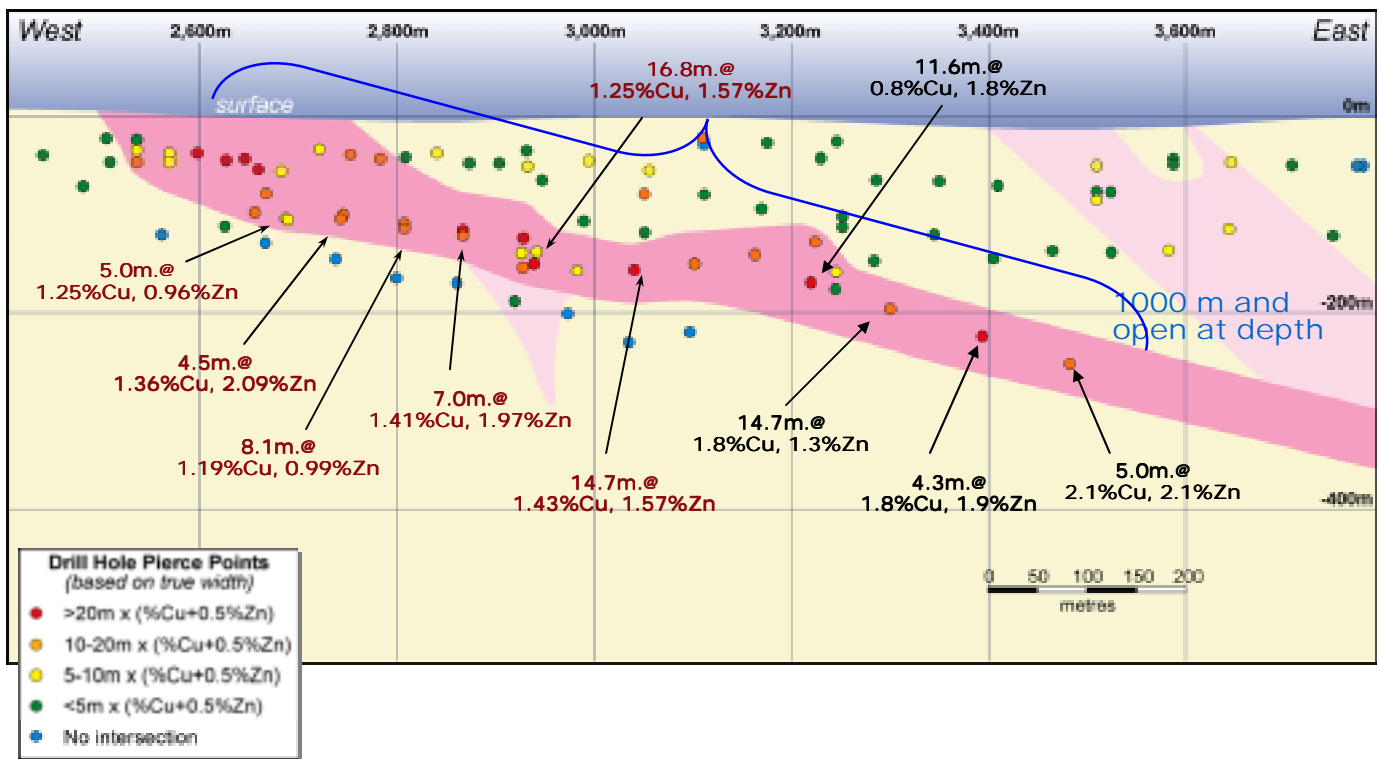 West
2,600m
2,800m
3,000m
3,200m
3,400m
3,600m
East
16.8m.@
1.25%Cu, 1.57%Zn
11.6m.@
0.8%Cu, 1.8%Zn
surface
0m
5.0m.@
1.25%Cu, 0.96%Zn
1000 m and
open at depth
-200m
4.5m.@
1.36%Cu, 2.09%Zn
7.0m.@
1.41%Cu, 1.97%Zn
8.1m.@
1.19%Cu, 0.99%Zn
14.7m.@
1.43%Cu, 1.57%Zn
14.7m.@
1.8%Cu, 1.3%Zn
4.3m.@
1.8%Cu, 1.9%Zn
5.0m.@
2.1%Cu, 2.1%Zn
-400m
Drill Hole Pierce Points
(based on true width)
>20m x (%Cu+0.5%Zn)
10-20m x (%Cu+0.5%Zn)
5-10m x (%Cu+0.5%Zn)
<5m x (%Cu+0.5%Zn)
No intersection
0 50 100 150 200
metres